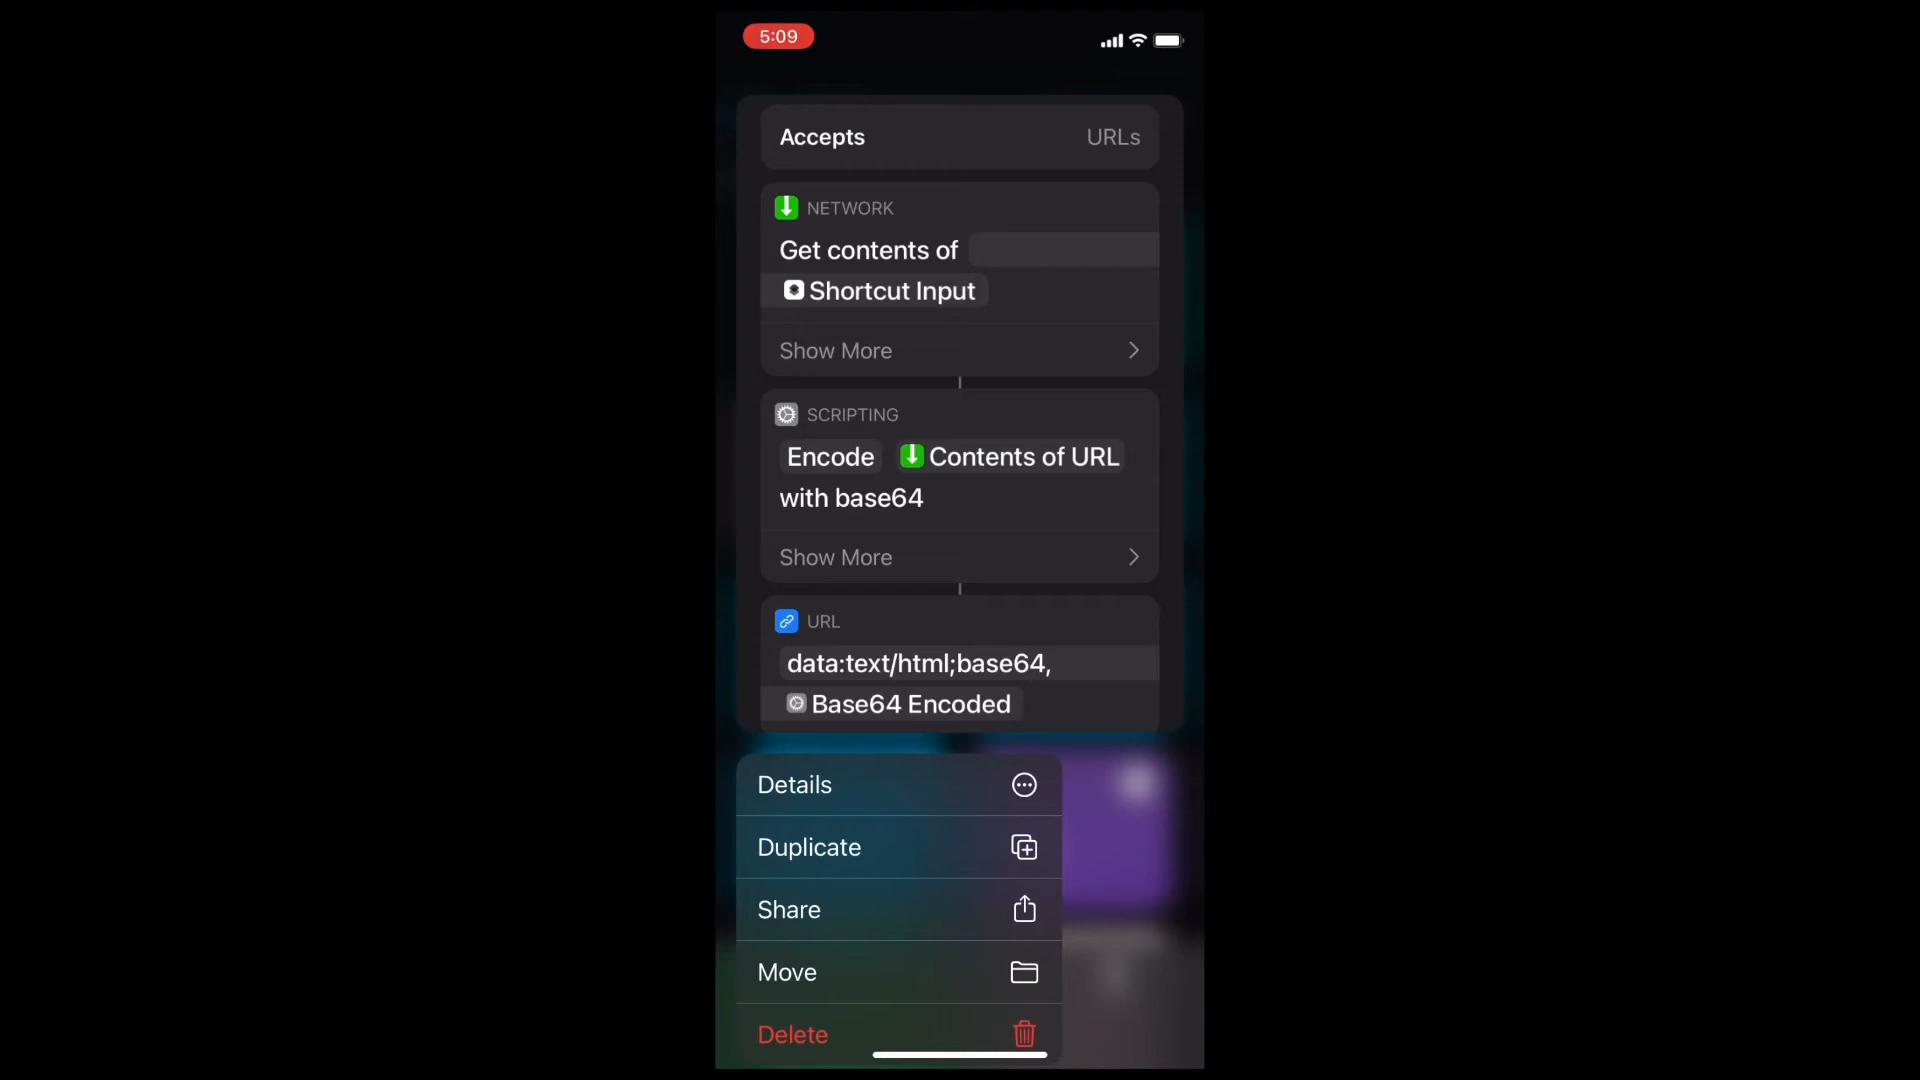 5:09
Accepts URLs
NETWORK
Get contents of
Shortcut Input
Show More
SCRIPTING
Encode Contents of URL
with base64
Show More
URL
data:text/html;base64,
Base64 Encoded
Details
Duplicate
Share
Move
Delete